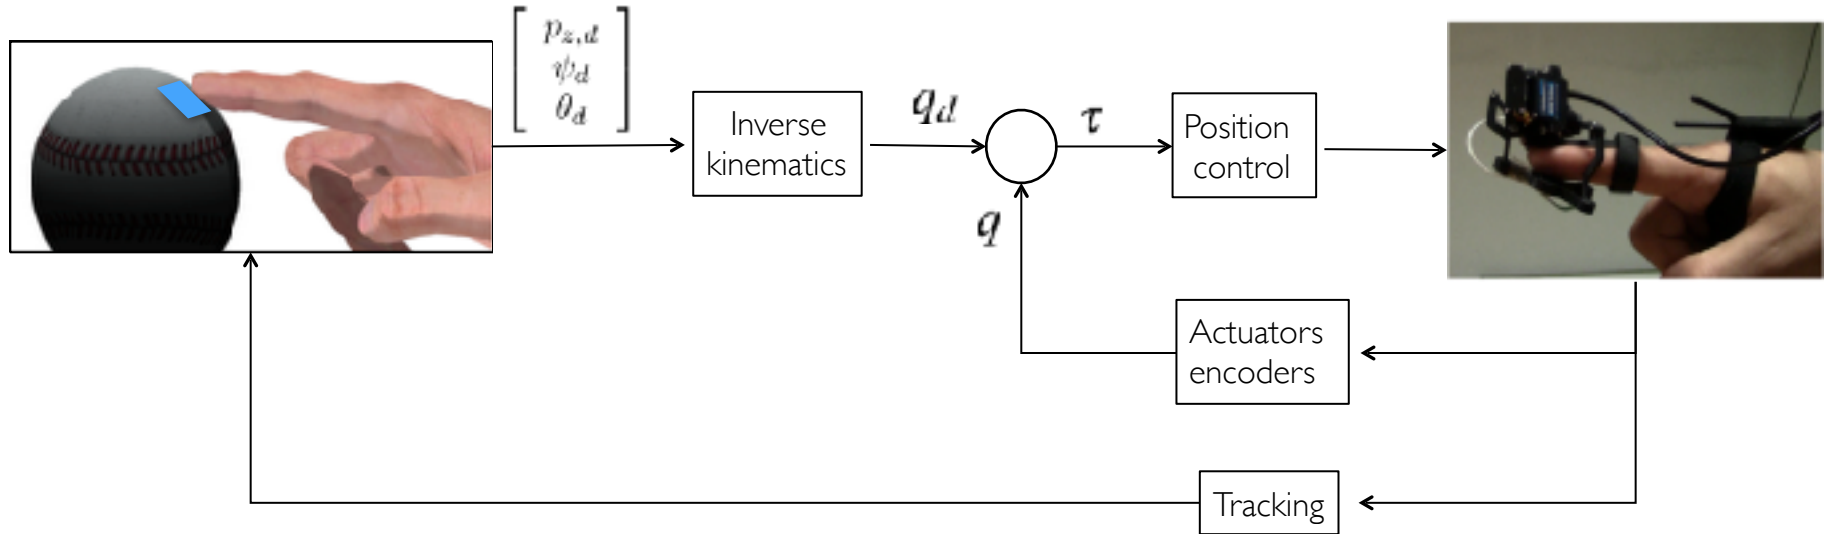 p_{z,d}
ψ_d
θ_d
Inverse
kinematics
q_d
τ
Position
control
q
Actuators
encoders
Tracking